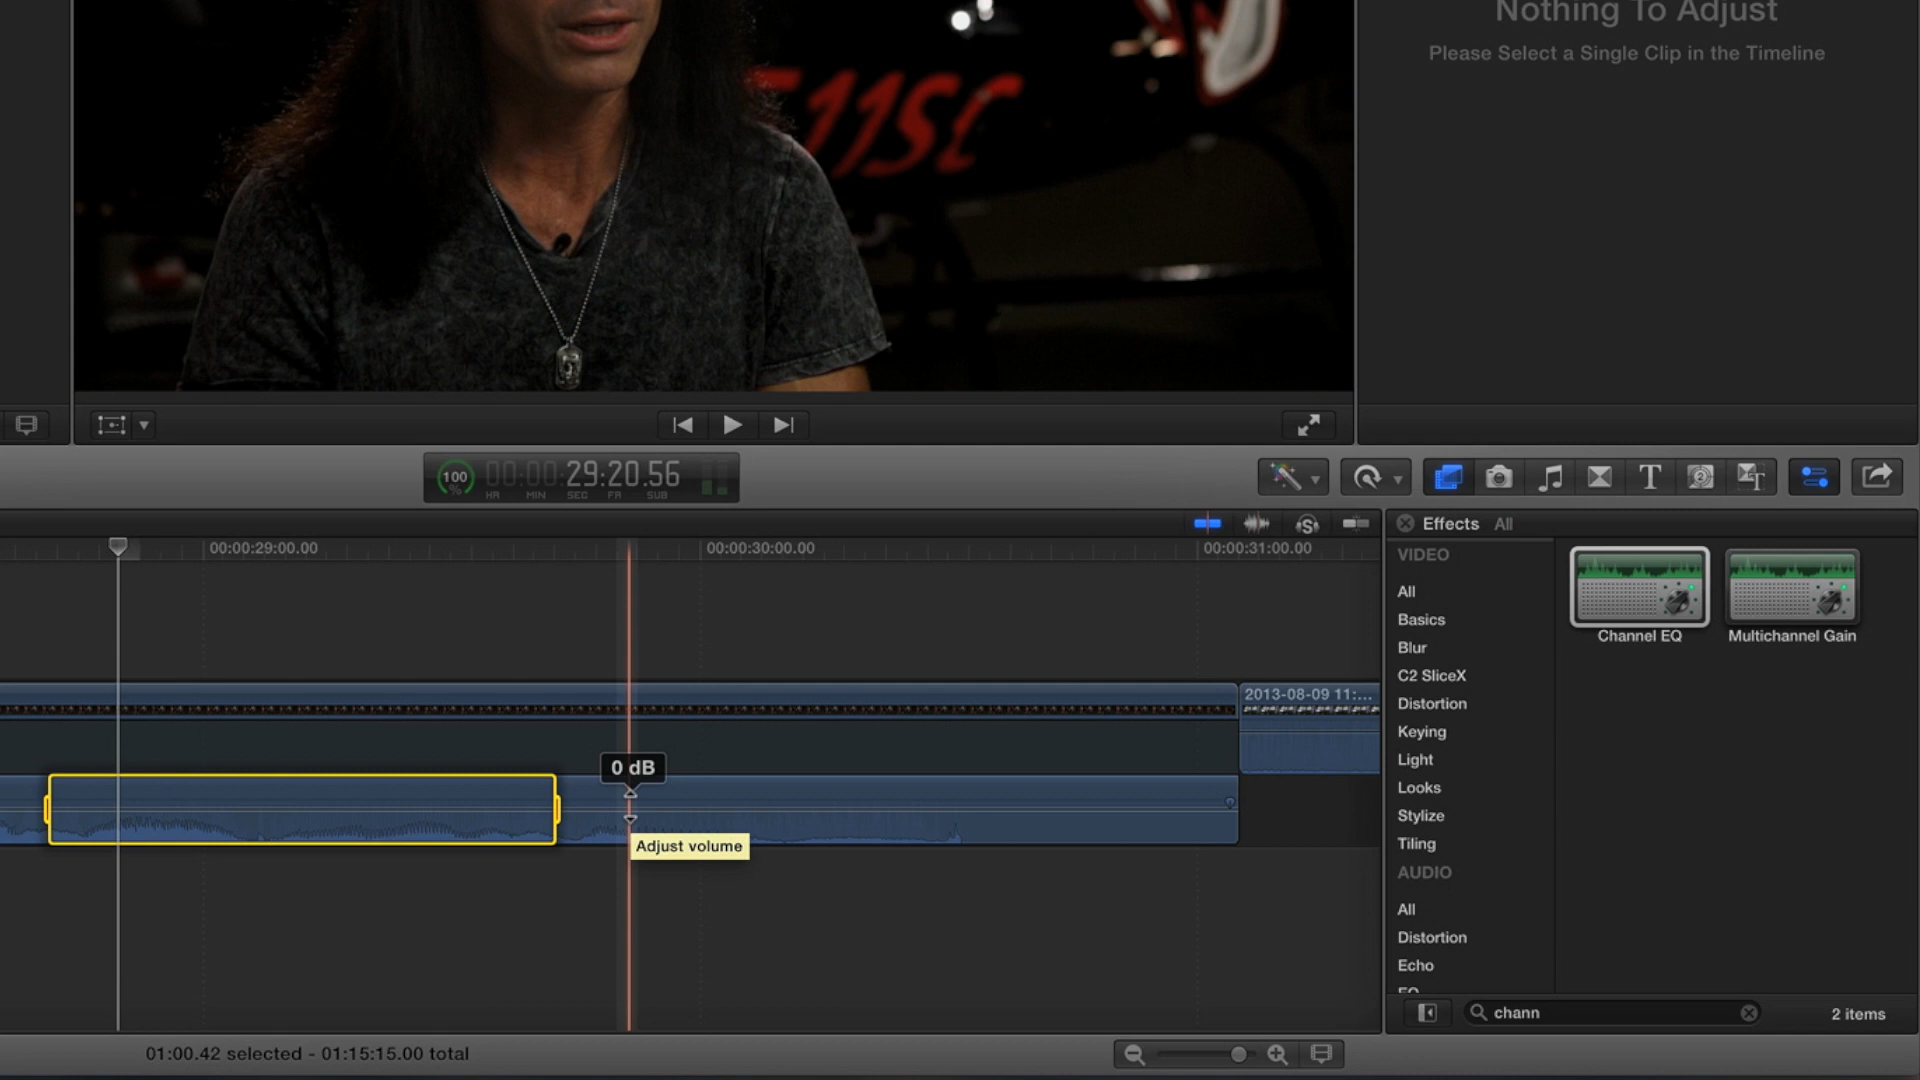 Nothing To Adjust
Please Select a Single Clip in the Timeline
11SC
100
%
00:00:29:20.56
HR MIN SEC FR SUB
Effects All
00:00:29:00.00
00:00:30:00.00
00:00:31:00.00
VIDEO
All
Basics
Blur
C2 SliceX
Distortion
Keying
Light
Looks
Stylize
Tiling
AUDIO
All
Distortion
Echo
EQ
Channel EQ
Multichannel Gain
2013-08-09 11:...
0 dB
Adjust volume
chann
2 items
01:00.42 selected - 01:15:15.00 total